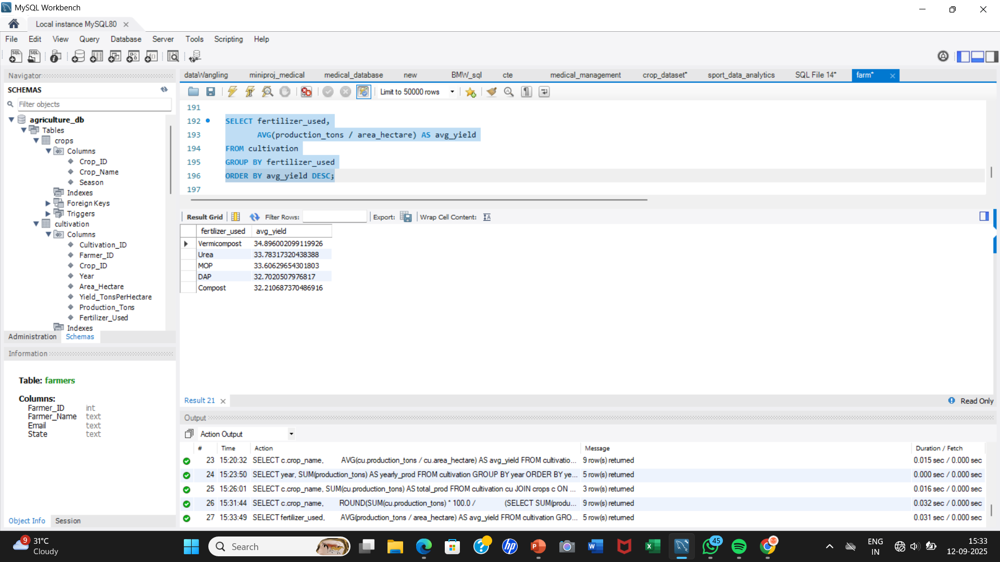 MySQL Workbench
Local instance MySQL80
File Edit View Query Database Server Tools Scripting Help
Navigator
SCHEMAS
Filter objects
agriculture_db
Tables
crops
Columns
Crop_ID
Crop_Name
Season
Indexes
Foreign Keys
Triggers
cultivation
Columns
Cultivation_ID
Farmer_ID
Crop_ID
Year
Area_Hectare
Yield_TonsPerHectare
Production_Tons
Fertilizer_Used
Indexes
Administration Schemas
Information
Table: farmers
Columns:
Farmer_ID int
Farmer_Name text
Email text
State text
Object Info Session
dataWangling miniproj_medical medical_database new BMW_sql cte medical_management crop_dataset* sport_data_analytics SQL File 14* farm*
Limit to 50000 rows
191
192 SELECT fertilizer_used,
193 AVG(production_tons / area_hectare) AS avg_yield
194 FROM cultivation
195 GROUP BY fertilizer_used
196 ORDER BY avg_yield DESC;
197
Result Grid Filter Rows: Export: Wrap Cell Content:
fertilizer_used avg_yield
Vermicompost 34.896002099119926
Urea 33.78317320438388
MOP 33.60629654301803
DAP 32.7020507976817
Compost 32.210687370486916
Result 21 Read Only
Output
Action Output
# Time Action Message Duration / Fetch
23 15:20:32 SELECT c.crop_name, AVG(cu.production_tons / cu.area_hectare) AS avg_yield FROM cultivatio... 9 row(s) returned 0.015 sec / 0.000 sec
24 15:23:50 SELECT year, SUM(production_tons) AS yearly_prod FROM cultivation GROUP BY year ORDER BY ye... 5 row(s) returned 0.000 sec / 0.000 sec
25 15:26:01 SELECT c.crop_name, SUM(cu.production_tons) AS total_prod FROM cultivation cu JOIN crops c ON ... 3 row(s) returned 0.016 sec / 0.000 sec
26 15:31:44 SELECT c.crop_name, ROUND(SUM(cu.production_tons) * 100.0 / (SELECT SUM(produ... 9 row(s) returned 0.032 sec / 0.000 sec
27 15:33:49 SELECT fertilizer_used, AVG(production_tons / area_hectare) AS avg_yield FROM cultivation GRO... 5 row(s) returned 0.031 sec / 0.000 sec
9
31°C
Cloudy
Search
45
ENG
IN
15:33
12-09-2025